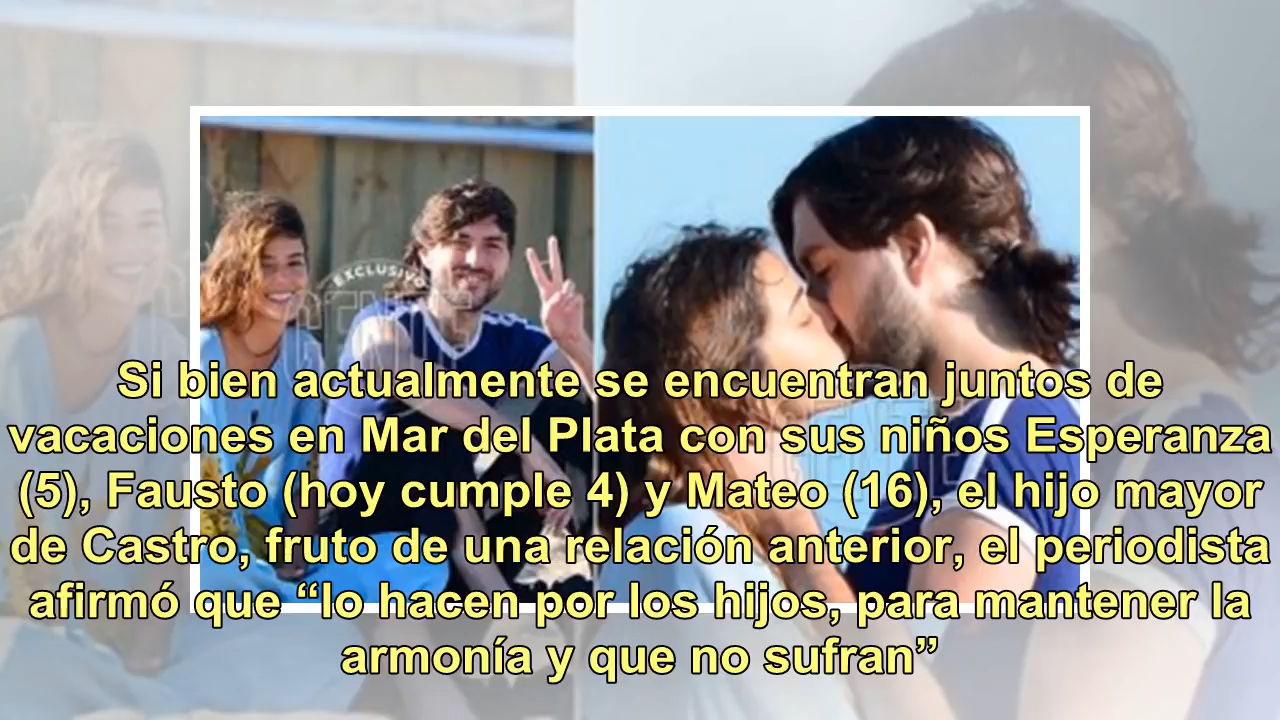 EXCLUSIVO
Si bien actualmente se encuentran juntos de
vacaciones en Mar del Plata con sus niños Esperanza
(5), Fausto (hoy cumple 4) y Mateo (16), el hijo mayor
de Castro, fruto de una relación anterior, el periodista
afirmó que “lo hacen por los hijos, para mantener la
armonía y que no sufran”